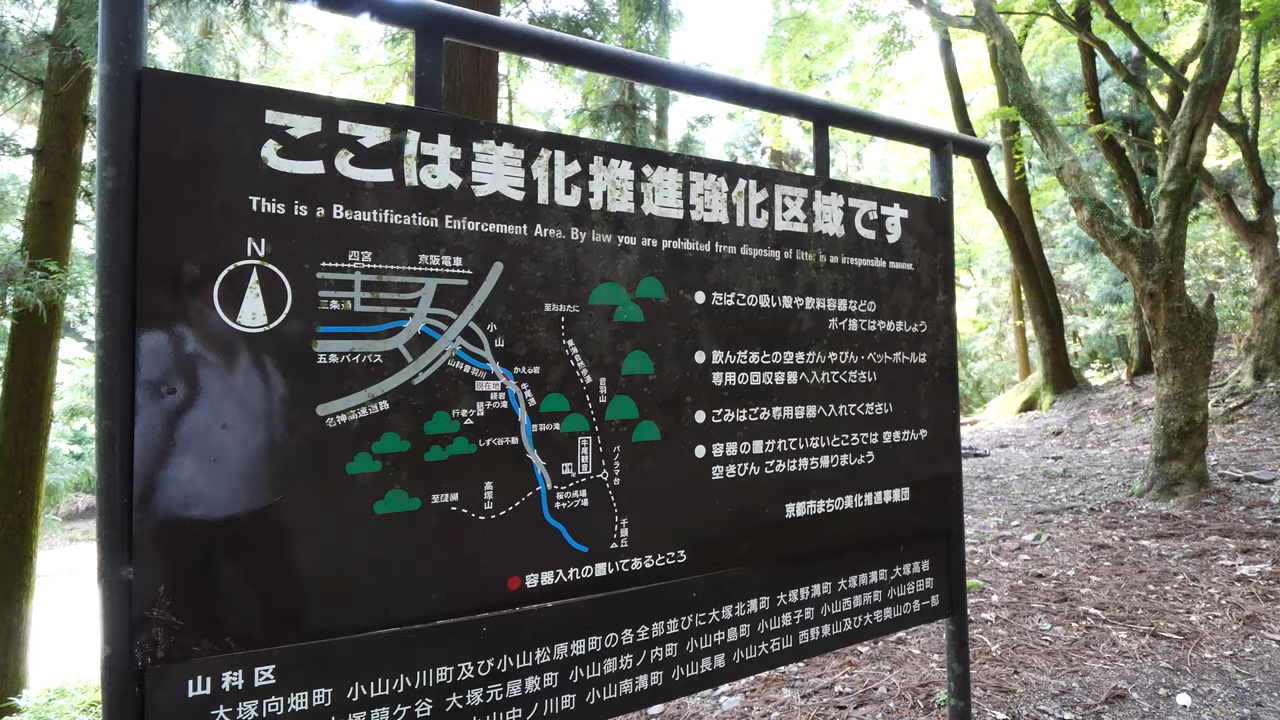 ここは美化推進強化区域です
This is a Beautification Enforcement Area. By law you are prohibited from disposing of litter in an irresponsible manner.
N
四宮
京阪電車
三条通
五条バイパス
名神高速道路
山科音羽川
小山
かえる岩
現在地
経岩
銚子の滝
牛尾道
行者ケ森
音羽の滝
しずく谷不動
牛尾観音
至おおたに
東海自然歩道
音羽山
パノラマ台
桜の馬場
キャンプ場
高塚山
至醍醐
千頭丘
容器入れの置いてあるところ
● たばこの吸い殻や飲料容器などの
ポイ捨てはやめましょう
● 飲んだあとの空きかんやびん・ペットボトルは
専用の回収容器へ入れてください
● ごみはごみ専用容器へ入れてください
● 容器の置かれていないところでは 空きかんや
空きびん ごみは持ち帰りましょう
京都市まちの美化推進事業団
山科区
大塚向畑町 小山小川町及び小山松原畑町の各全部並びに大塚北溝町 大塚野溝町 大塚南溝町 大塚高岩
大塚葭ケ谷 大塚元屋敷町 小山御坊ノ内町 小山中島町 小山姫子町 小山西御所町 小山谷田町
小山中ノ川町 小山南溝町 小山長尾 小山大石山 西野東山及び大宅奥山の各一部